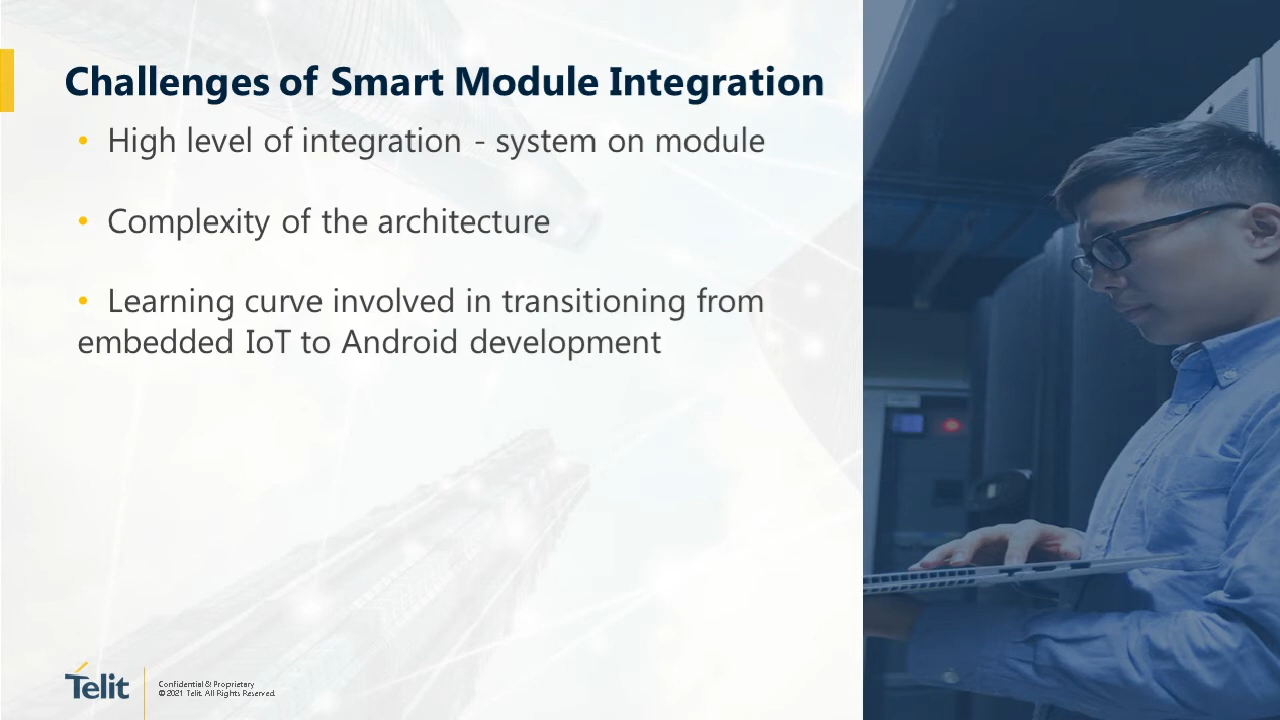 Challenges of Smart Module Integration
• High level of integration - system on module
• Complexity of the architecture
• Learning curve involved in transitioning from
embedded IoT to Android development
Telit
Confidential & Proprietary
© 2021 Telit. All Rights Reserved.